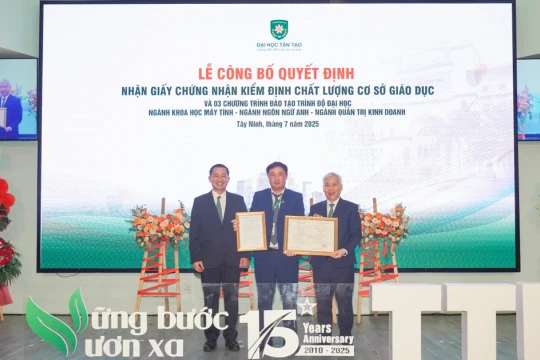 ĐẠI HỌC TÂN TẠO
LỄ CÔNG BỐ QUYẾT ĐỊNH
NHẬN GIẤY CHỨNG NHẬN KIỂM ĐỊNH CHẤT LƯỢNG CƠ SỞ GIÁO DỤC
VÀ 03 CHƯƠNG TRÌNH ĐÀO TẠO TRÌNH ĐỘ ĐẠI HỌC
NGÀNH KHOA HỌC MÁY TÍNH - NGÀNH NGÔN NGỮ ANH - NGÀNH QUẢN TRỊ KINH DOANH
Tây Ninh, tháng 7 năm 2025
ững bước
ươn xa
15 Years
Anniversary
2010 - 2025